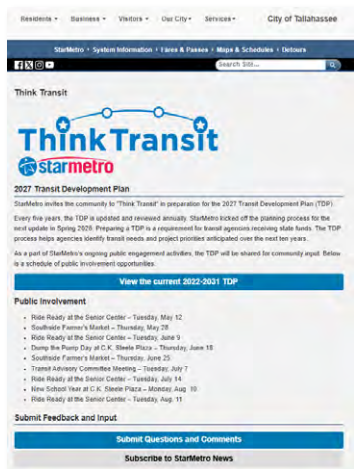 Residents Business Visitors Our City Services City of Tallahassee
StarMetro System Information Fares & Passes Maps & Schedules Detours
Search Site...
Think Transit
Think Transit
starmetro
2027 Transit Development Plan
StarMetro invites the community to "Think Transit" in preparation for the 2027 Transit Development Plan (TDP).
Every five years, the TDP is updated and reviewed annually. StarMetro kicked off the planning process for the
next update in Spring 2026. Preparing a TDP is a requirement for transit agencies receiving state funds. The TDP
process helps agencies identify transit needs and project priorities anticipated over the next ten years.
As a part of StarMetro's ongoing public engagement activities, the TDP will be shared for community input. Below
is a schedule of public involvement opportunities.
View the current 2022-2031 TDP
Public Involvement
• Ride Ready at the Senior Center – Tuesday, May 12
• Southside Farmer's Market – Thursday, May 28
• Ride Ready at the Senior Center – Tuesday, June 9
• Dump the Pump Day at C.K. Steele Plaza – Thursday, June 18
• Southside Farmer's Market – Thursday, June 25
• Transit Advisory Committee Meeting – Tuesday, July 7
• Ride Ready at the Senior Center – Tuesday, July 14
• New School Year at C.K. Steele Plaza – Monday, Aug. 10
• Ride Ready at the Senior Center – Tuesday, Aug. 11
Submit Feedback and Input
Submit Questions and Comments
Subscribe to StarMetro News